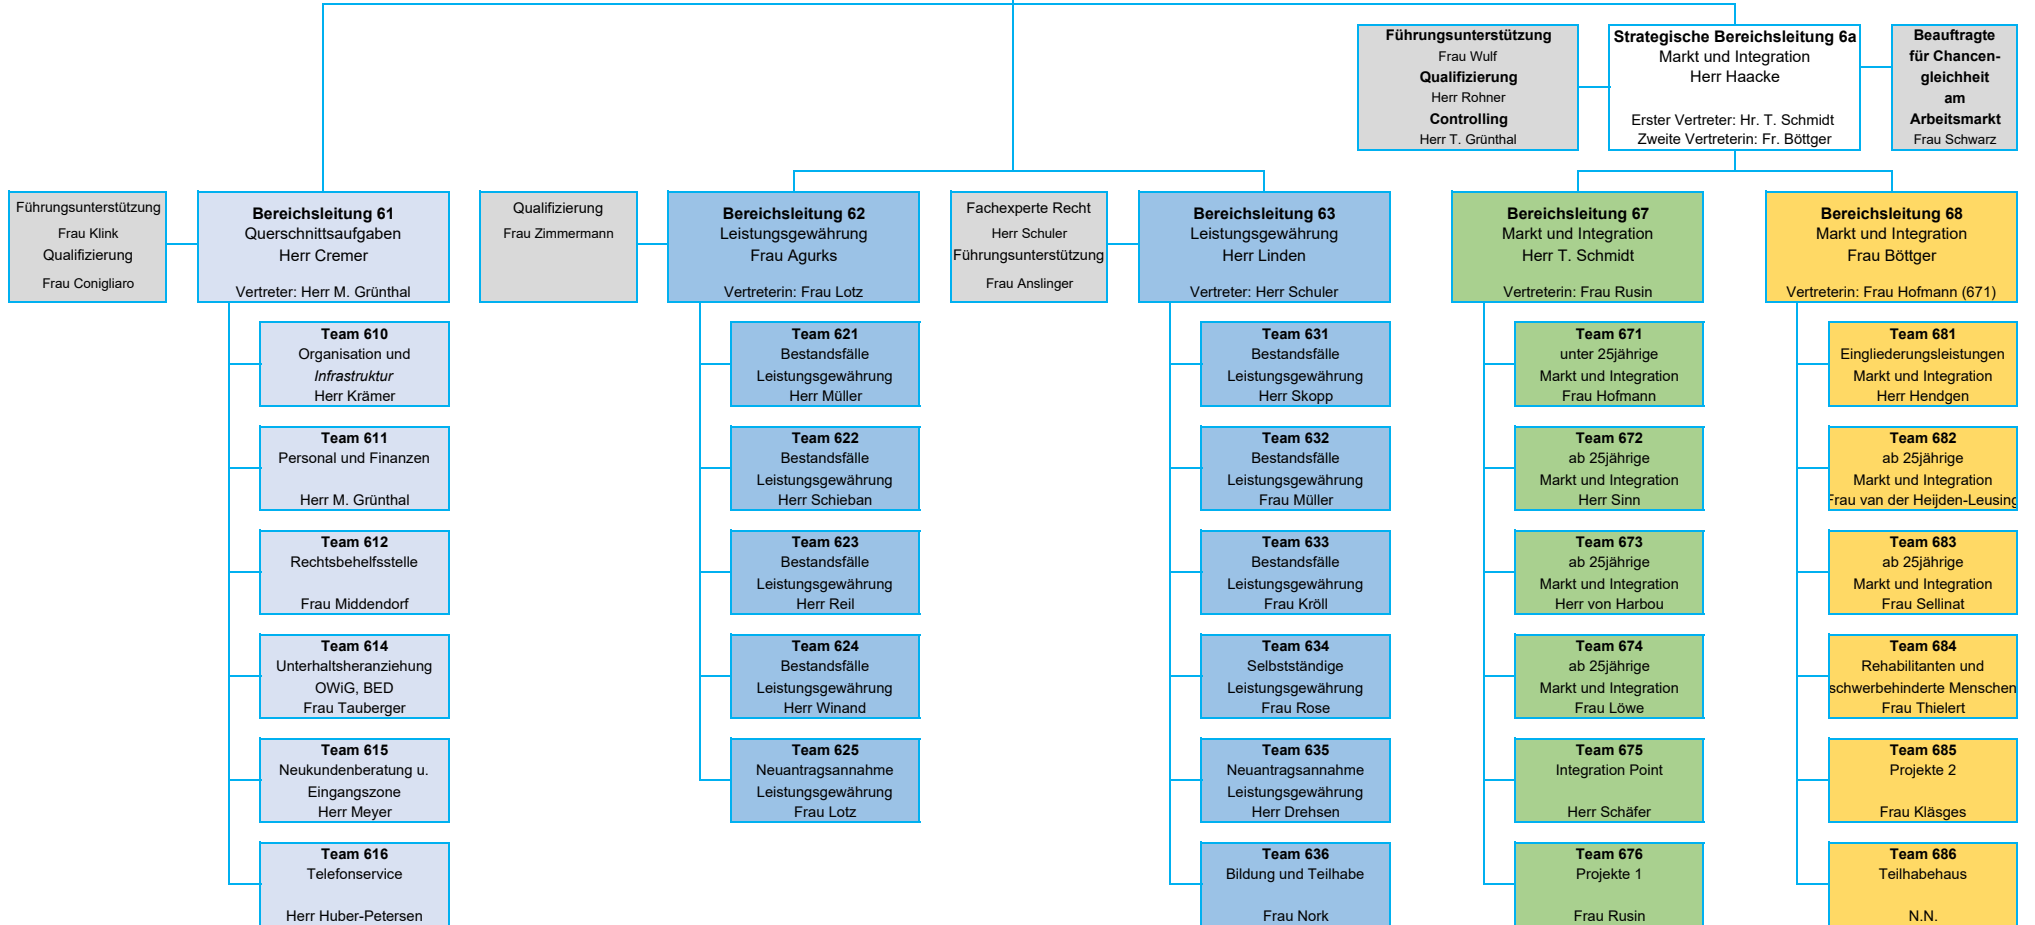 Führungsunterstützung
Frau Wulf
Qualifizierung
Herr Rohner
Controlling
Herr T. Grünthal
Strategische Bereichsleitung 6a
Markt und Integration
Herr Haacke
Erster Vertreter: Hr. T. Schmidt
Zweite Vertreterin: Fr. Böttger
Beauftragte
für Chancen-
gleichheit
am
Arbeitsmarkt
Frau Schwarz
Führungsunterstützung
Frau Klink
Qualifizierung
Frau Conigliaro
Bereichsleitung 61
Querschnittsaufgaben
Herr Cremer
Vertreter: Herr M. Grünthal
Qualifizierung
Frau Zimmermann
Bereichsleitung 62
Leistungsgewährung
Frau Agurks
Vertreterin: Frau Lotz
Fachexperte Recht
Herr Schuler
Führungsunterstützung
Frau Anslinger
Bereichsleitung 63
Leistungsgewährung
Herr Linden
Vertreter: Herr Schuler
Bereichsleitung 67
Markt und Integration
Herr T. Schmidt
Vertreterin: Frau Rusin
Bereichsleitung 68
Markt und Integration
Frau Böttger
Vertreterin: Frau Hofmann (671)
Team 610
Organisation und
Infrastruktur
Herr Krämer
Team 611
Personal und Finanzen
Herr M. Grünthal
Team 612
Rechtsbehelfsstelle
Frau Middendorf
Team 614
Unterhaltsheranziehung
OWiG, BED
Frau Tauberger
Team 615
Neukundenberatung u.
Eingangszone
Herr Meyer
Team 616
Telefonservice
Herr Huber-Petersen
Team 621
Bestandsfälle
Leistungsgewährung
Herr Müller
Team 622
Bestandsfälle
Leistungsgewährung
Herr Schieban
Team 623
Bestandsfälle
Leistungsgewährung
Herr Reil
Team 624
Bestandsfälle
Leistungsgewährung
Herr Winand
Team 625
Neuantragsannahme
Leistungsgewährung
Frau Lotz
Team 631
Bestandsfälle
Leistungsgewährung
Herr Skopp
Team 632
Bestandsfälle
Leistungsgewährung
Frau Müller
Team 633
Bestandsfälle
Leistungsgewährung
Frau Kröll
Team 634
Selbstständige
Leistungsgewährung
Frau Rose
Team 635
Neuantragsannahme
Leistungsgewährung
Herr Drehsen
Team 636
Bildung und Teilhabe
Frau Nork
Team 671
unter 25jährige
Markt und Integration
Frau Hofmann
Team 672
ab 25jährige
Markt und Integration
Herr Sinn
Team 673
ab 25jährige
Markt und Integration
Herr von Harbou
Team 674
ab 25jährige
Markt und Integration
Frau Löwe
Team 675
Integration Point
Herr Schäfer
Team 676
Projekte 1
Frau Rusin
Team 681
Eingliederungsleistungen
Markt und Integration
Herr Hendgen
Team 682
ab 25jährige
Markt und Integration
Frau van der Heijden-Leusing
Team 683
ab 25jährige
Markt und Integration
Frau Sellinat
Team 684
Rehabilitanten und
schwerbehinderte Menschen
Frau Thielert
Team 685
Projekte 2
Frau Kläsges
Team 686
Teilhabehaus
N.N.